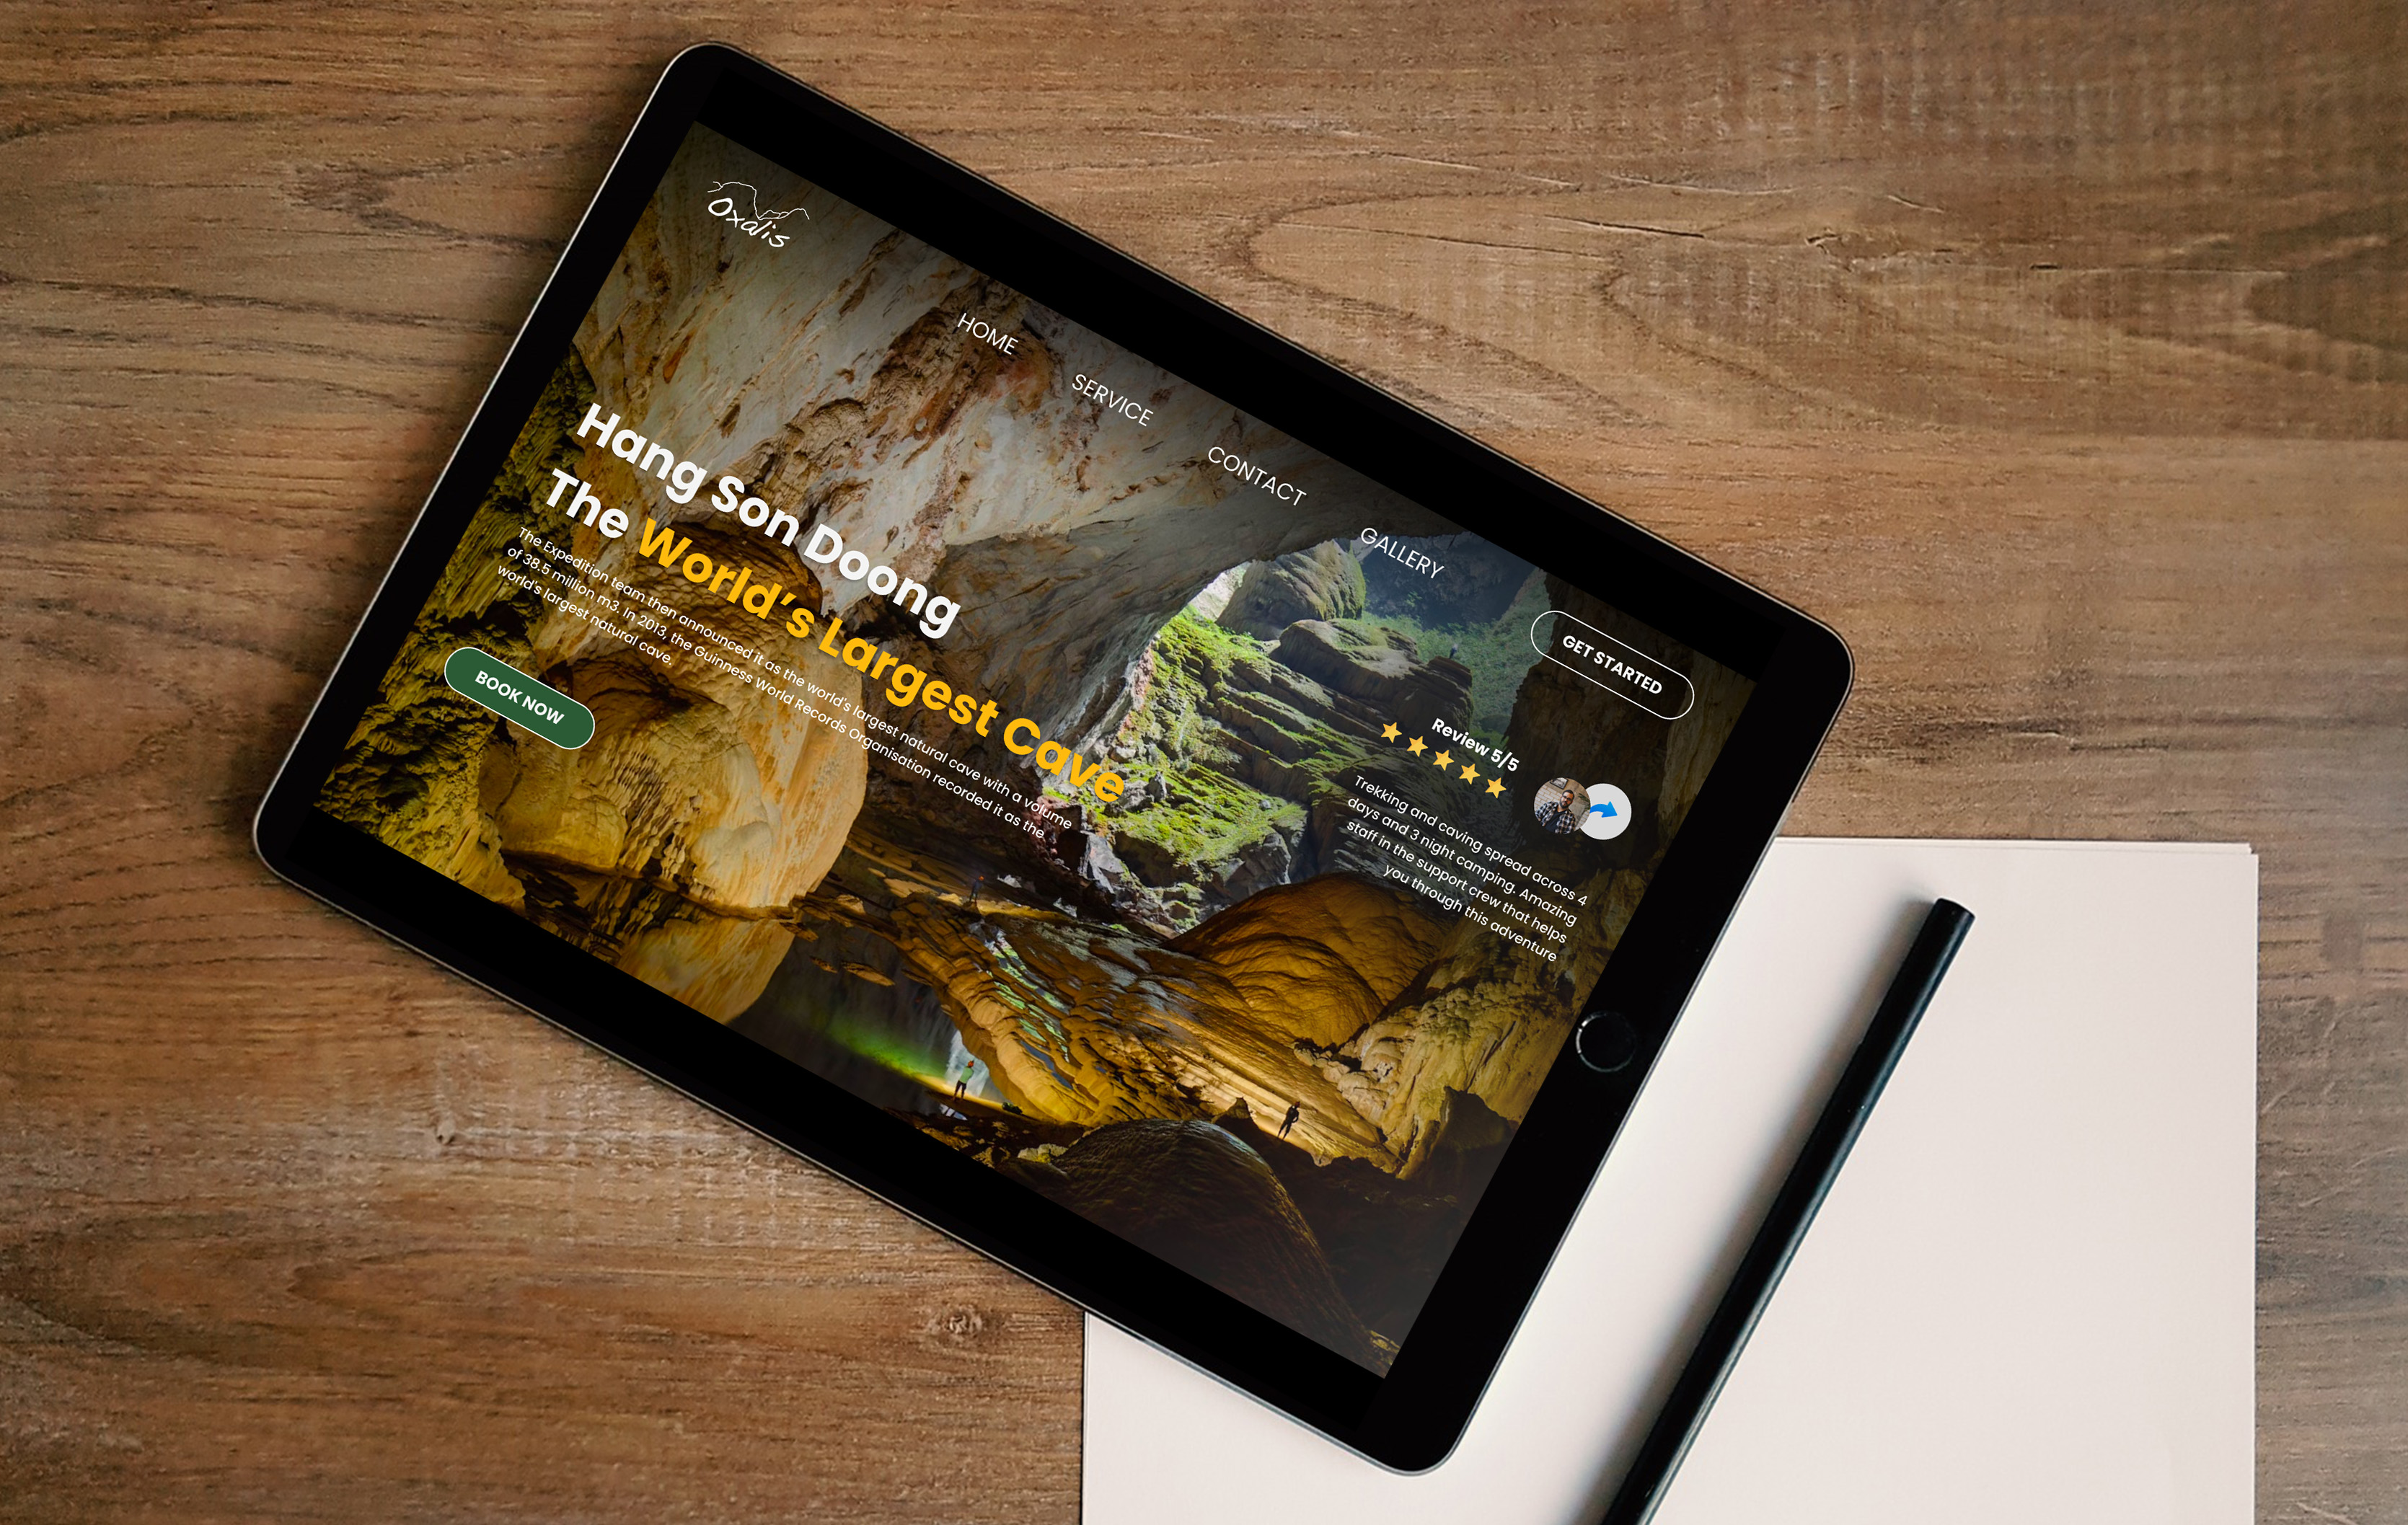 Oxalis
HOME
SERVICE
CONTACT
GALLERY
GET STARTED
Hang Son Doong
The World's Largest Cave
The Expedition team then announced it as the world's largest natural cave with a volume
of 38.5 million m3. In 2013, the Guinness World Records Organisation recorded it as the
world's largest natural cave.
BOOK NOW
Review 5/5
Trekking and caving spread across 4
days and 3 night camping. Amazing
staff in the support crew that helps
you through this adventure